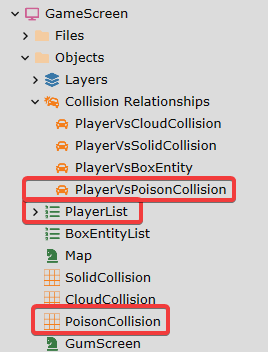 GameScreen
Files
Objects
Layers
Collision Relationships
PlayerVsCloudCollision
PlayerVsSolidCollision
PlayerVsBoxEntity
PlayerVsPoisonCollision
PlayerList
BoxEntityList
Map
SolidCollision
CloudCollision
PoisonCollision
GumScreen